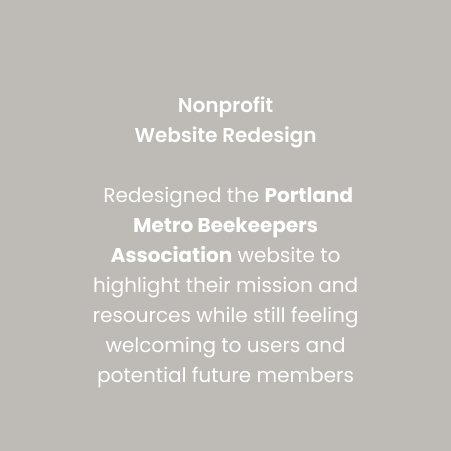 Nonprofit
Website Redesign
Redesigned the Portland
Metro Beekeepers
Association website to
highlight their mission and
resources while still feeling
welcoming to users and
potential future members